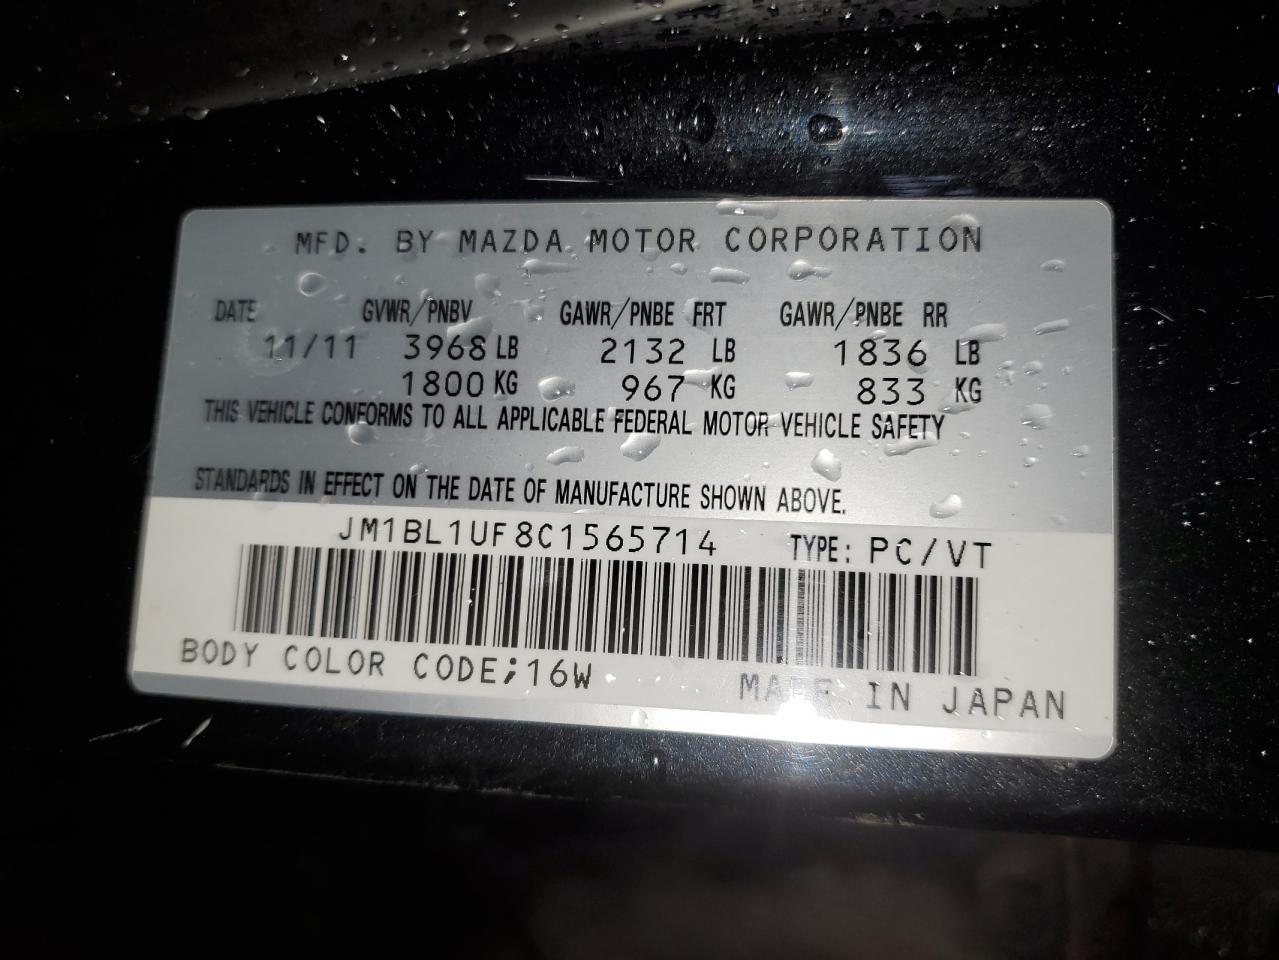 MFD. BY MAZDA MOTOR CORPORATION
DATE GVWR/PNBV GAWR/PNBE FRT GAWR/PNBE RR
11/11 3968 LB 2132 LB 1836 LB
1800 KG 967 KG 833 KG
THIS VEHICLE CONFORMS TO ALL APPLICABLE FEDERAL MOTOR VEHICLE SAFETY
STANDARDS IN EFFECT ON THE DATE OF MANUFACTURE SHOWN ABOVE.
JM1BL1UF8C1565714 TYPE: PC/VT
BODY COLOR CODE;16W MADE IN JAPAN